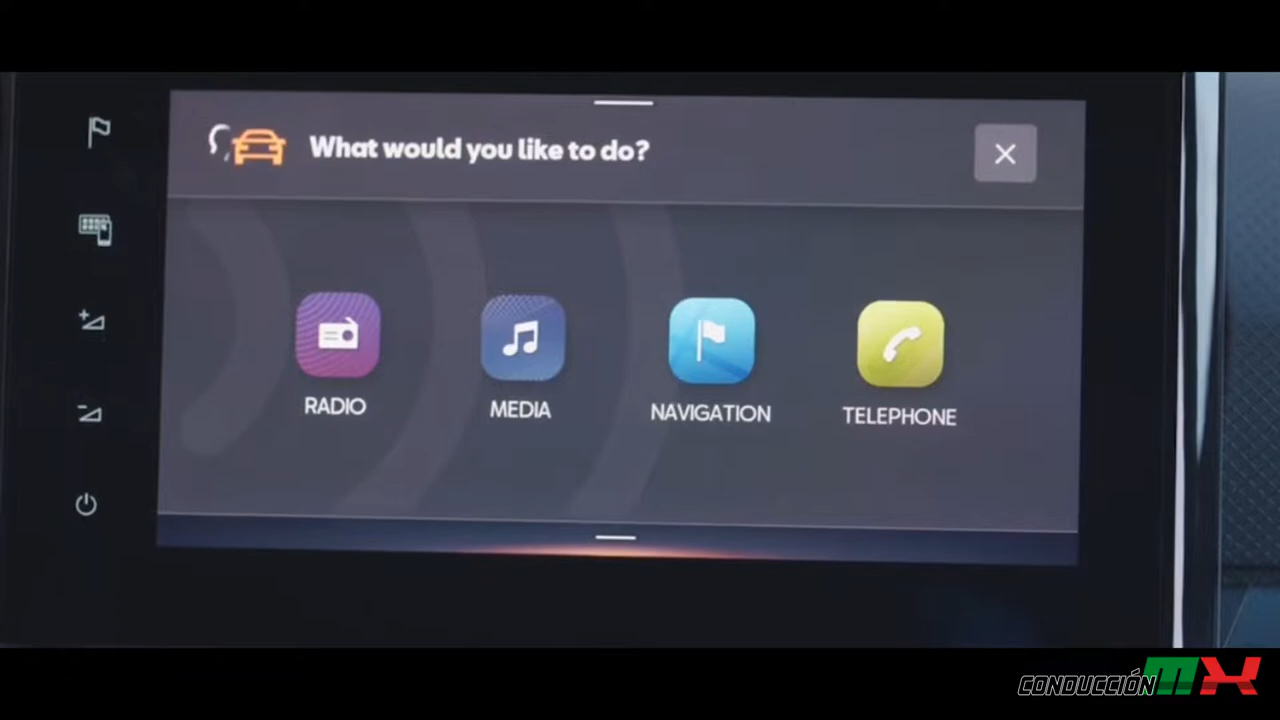 What would you like to do?
RADIO
MEDIA
NAVIGATION
TELEPHONE
CONDUCCIÓN MX